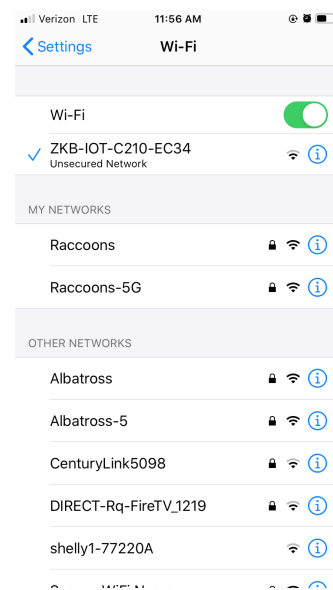 Verizon LTE 11:56 AM
Settings Wi-Fi
Wi-Fi
ZKB-IOT-C210-EC34
Unsecured Network
MY NETWORKS
Raccoons
Raccoons-5G
OTHER NETWORKS
Albatross
Albatross-5
CenturyLink5098
DIRECT-Rq-FireTV_1219
shelly1-77220A